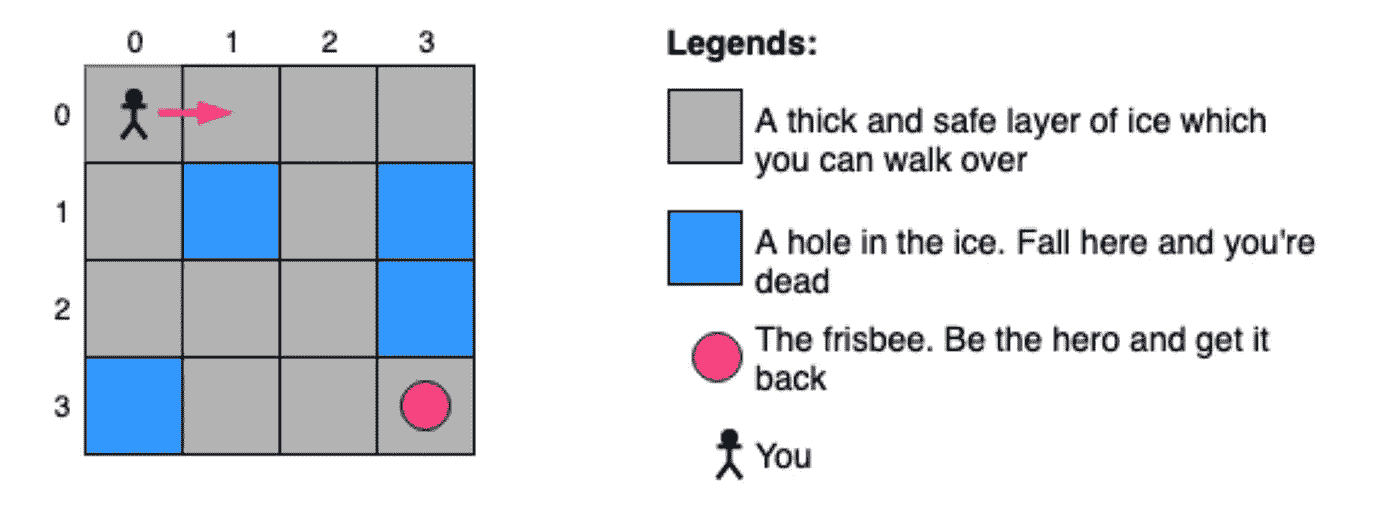 0 1 2 3
0
1
2
3
Legends:
A thick and safe layer of ice which
you can walk over
A hole in the ice. Fall here and you're
dead
The frisbee. Be the hero and get it
back
You